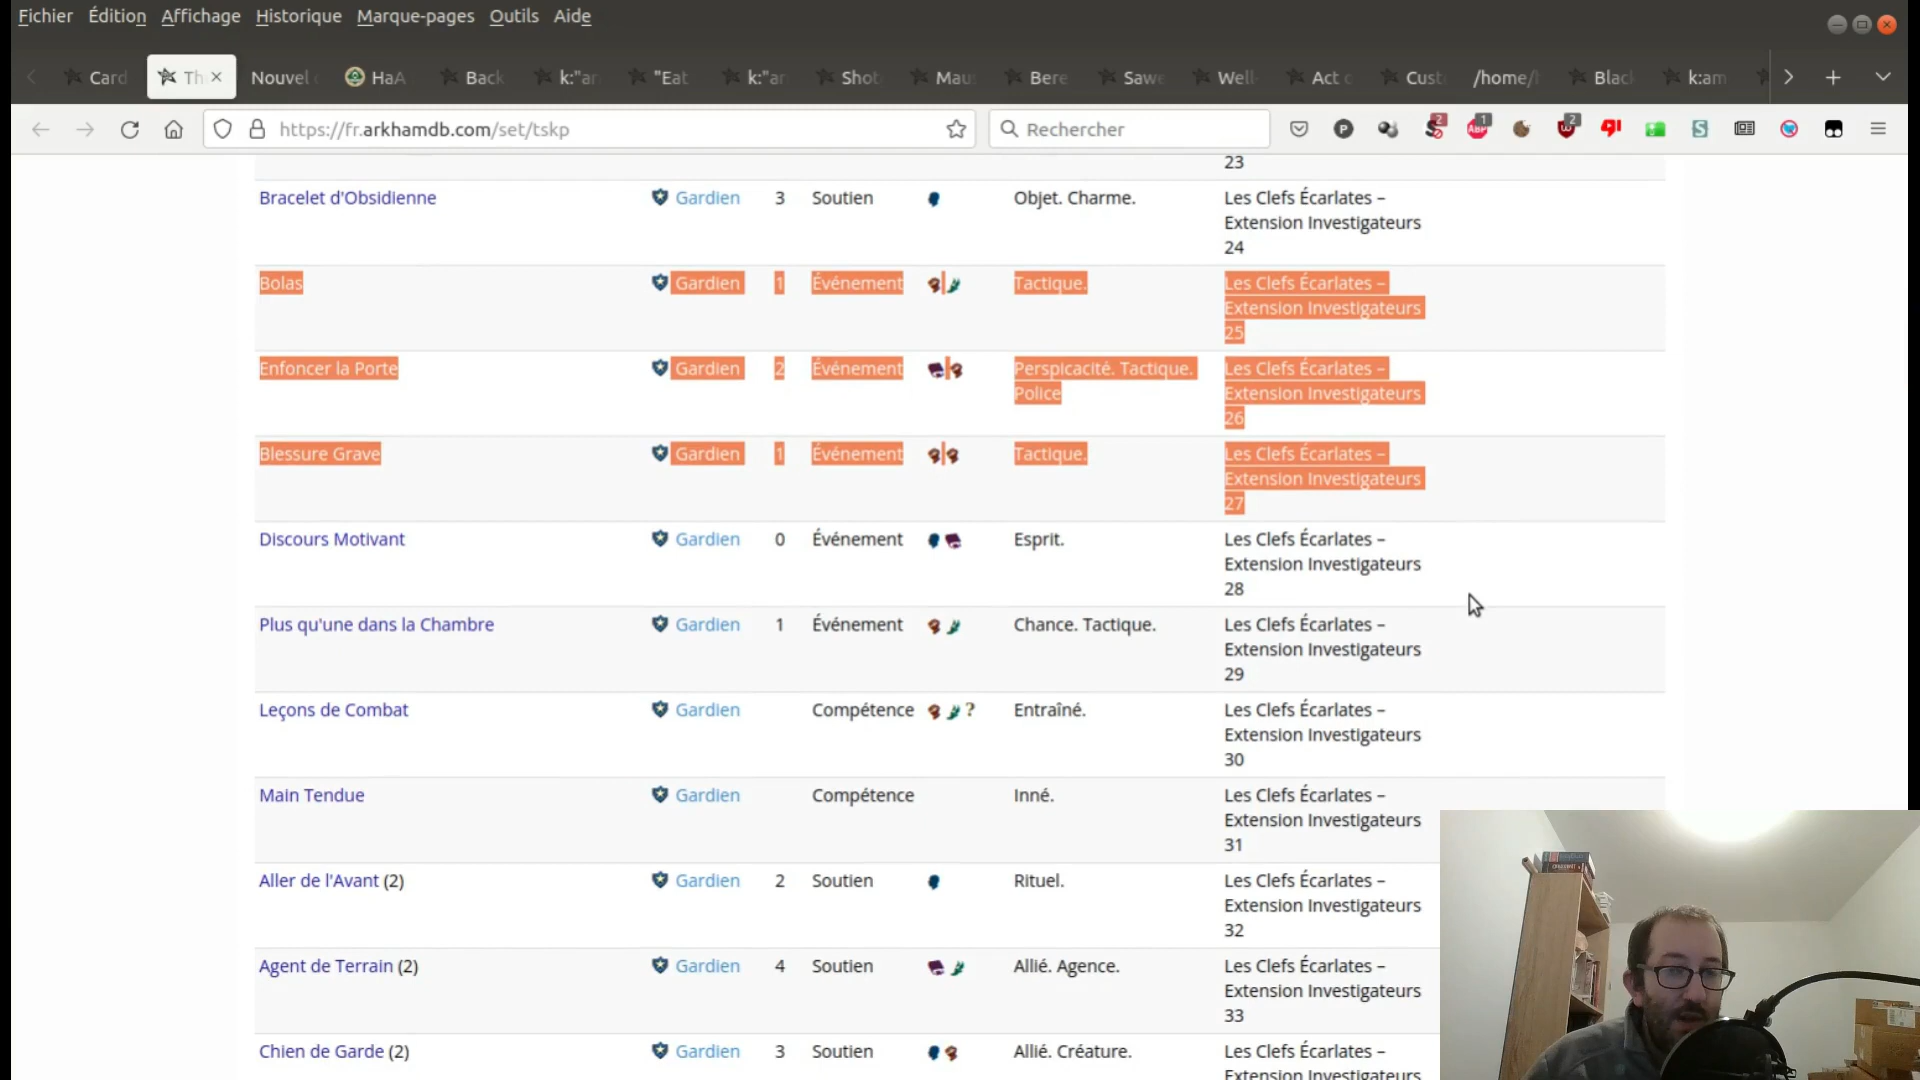 Fichier Édition Affichage Historique Marque-pages Outils Aide
Card Th Nouvel HaA Back k:"ar "Eat k:"ar Shot Mau Bere Saw Well Act Cust /home/ Blac k:am
https://fr.arkhamdb.com/set/tskp Rechercher 2 1 2
23
Bracelet d'Obsidienne Gardien 3 Soutien Objet. Charme. Les Clefs Écarlates –
Extension Investigateurs
24
Bolas Gardien 1 Événement Tactique. Les Clefs Écarlates –
Extension Investigateurs
25
Enfoncer la Porte Gardien 2 Événement Perspicacité. Tactique. Les Clefs Écarlates –
Police Extension Investigateurs
26
Blessure Grave Gardien 1 Événement Tactique. Les Clefs Écarlates –
Extension Investigateurs
27
Discours Motivant Gardien 0 Événement Esprit. Les Clefs Écarlates –
Extension Investigateurs
28
Plus qu'une dans la Chambre Gardien 1 Événement Chance. Tactique. Les Clefs Écarlates –
Extension Investigateurs
29
Leçons de Combat Gardien Compétence ? Entraîné. Les Clefs Écarlates –
Extension Investigateurs
30
Main Tendue Gardien Compétence Inné. Les Clefs Écarlates –
Extension Investigateurs
31
Aller de l'Avant (2) Gardien 2 Soutien Rituel. Les Clefs Écarlates –
Extension Investigateurs
32
Agent de Terrain (2) Gardien 4 Soutien Allié. Agence. Les Clefs Écarlates –
Extension Investigateurs
33
Chien de Garde (2) Gardien 3 Soutien Allié. Créature. Les Clefs Écarlates –
Extension Investigateurs